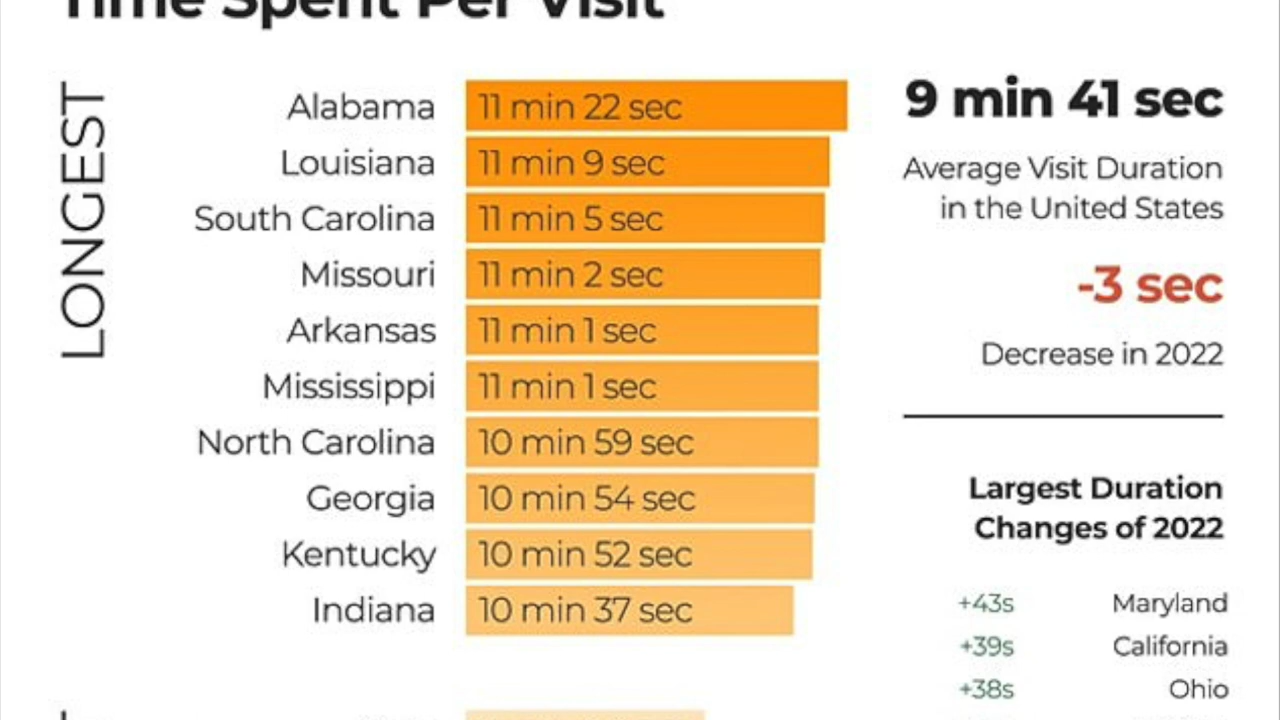 Time Spent Per Visit
LONGEST
Alabama 11 min 22 sec
Louisiana 11 min 9 sec
South Carolina 11 min 5 sec
Missouri 11 min 2 sec
Arkansas 11 min 1 sec
Mississippi 11 min 1 sec
North Carolina 10 min 59 sec
Georgia 10 min 54 sec
Kentucky 10 min 52 sec
Indiana 10 min 37 sec
9 min 41 sec
Average Visit Duration
in the United States
-3 sec
Decrease in 2022
Largest Duration
Changes of 2022
+43s Maryland
+39s California
+38s Ohio